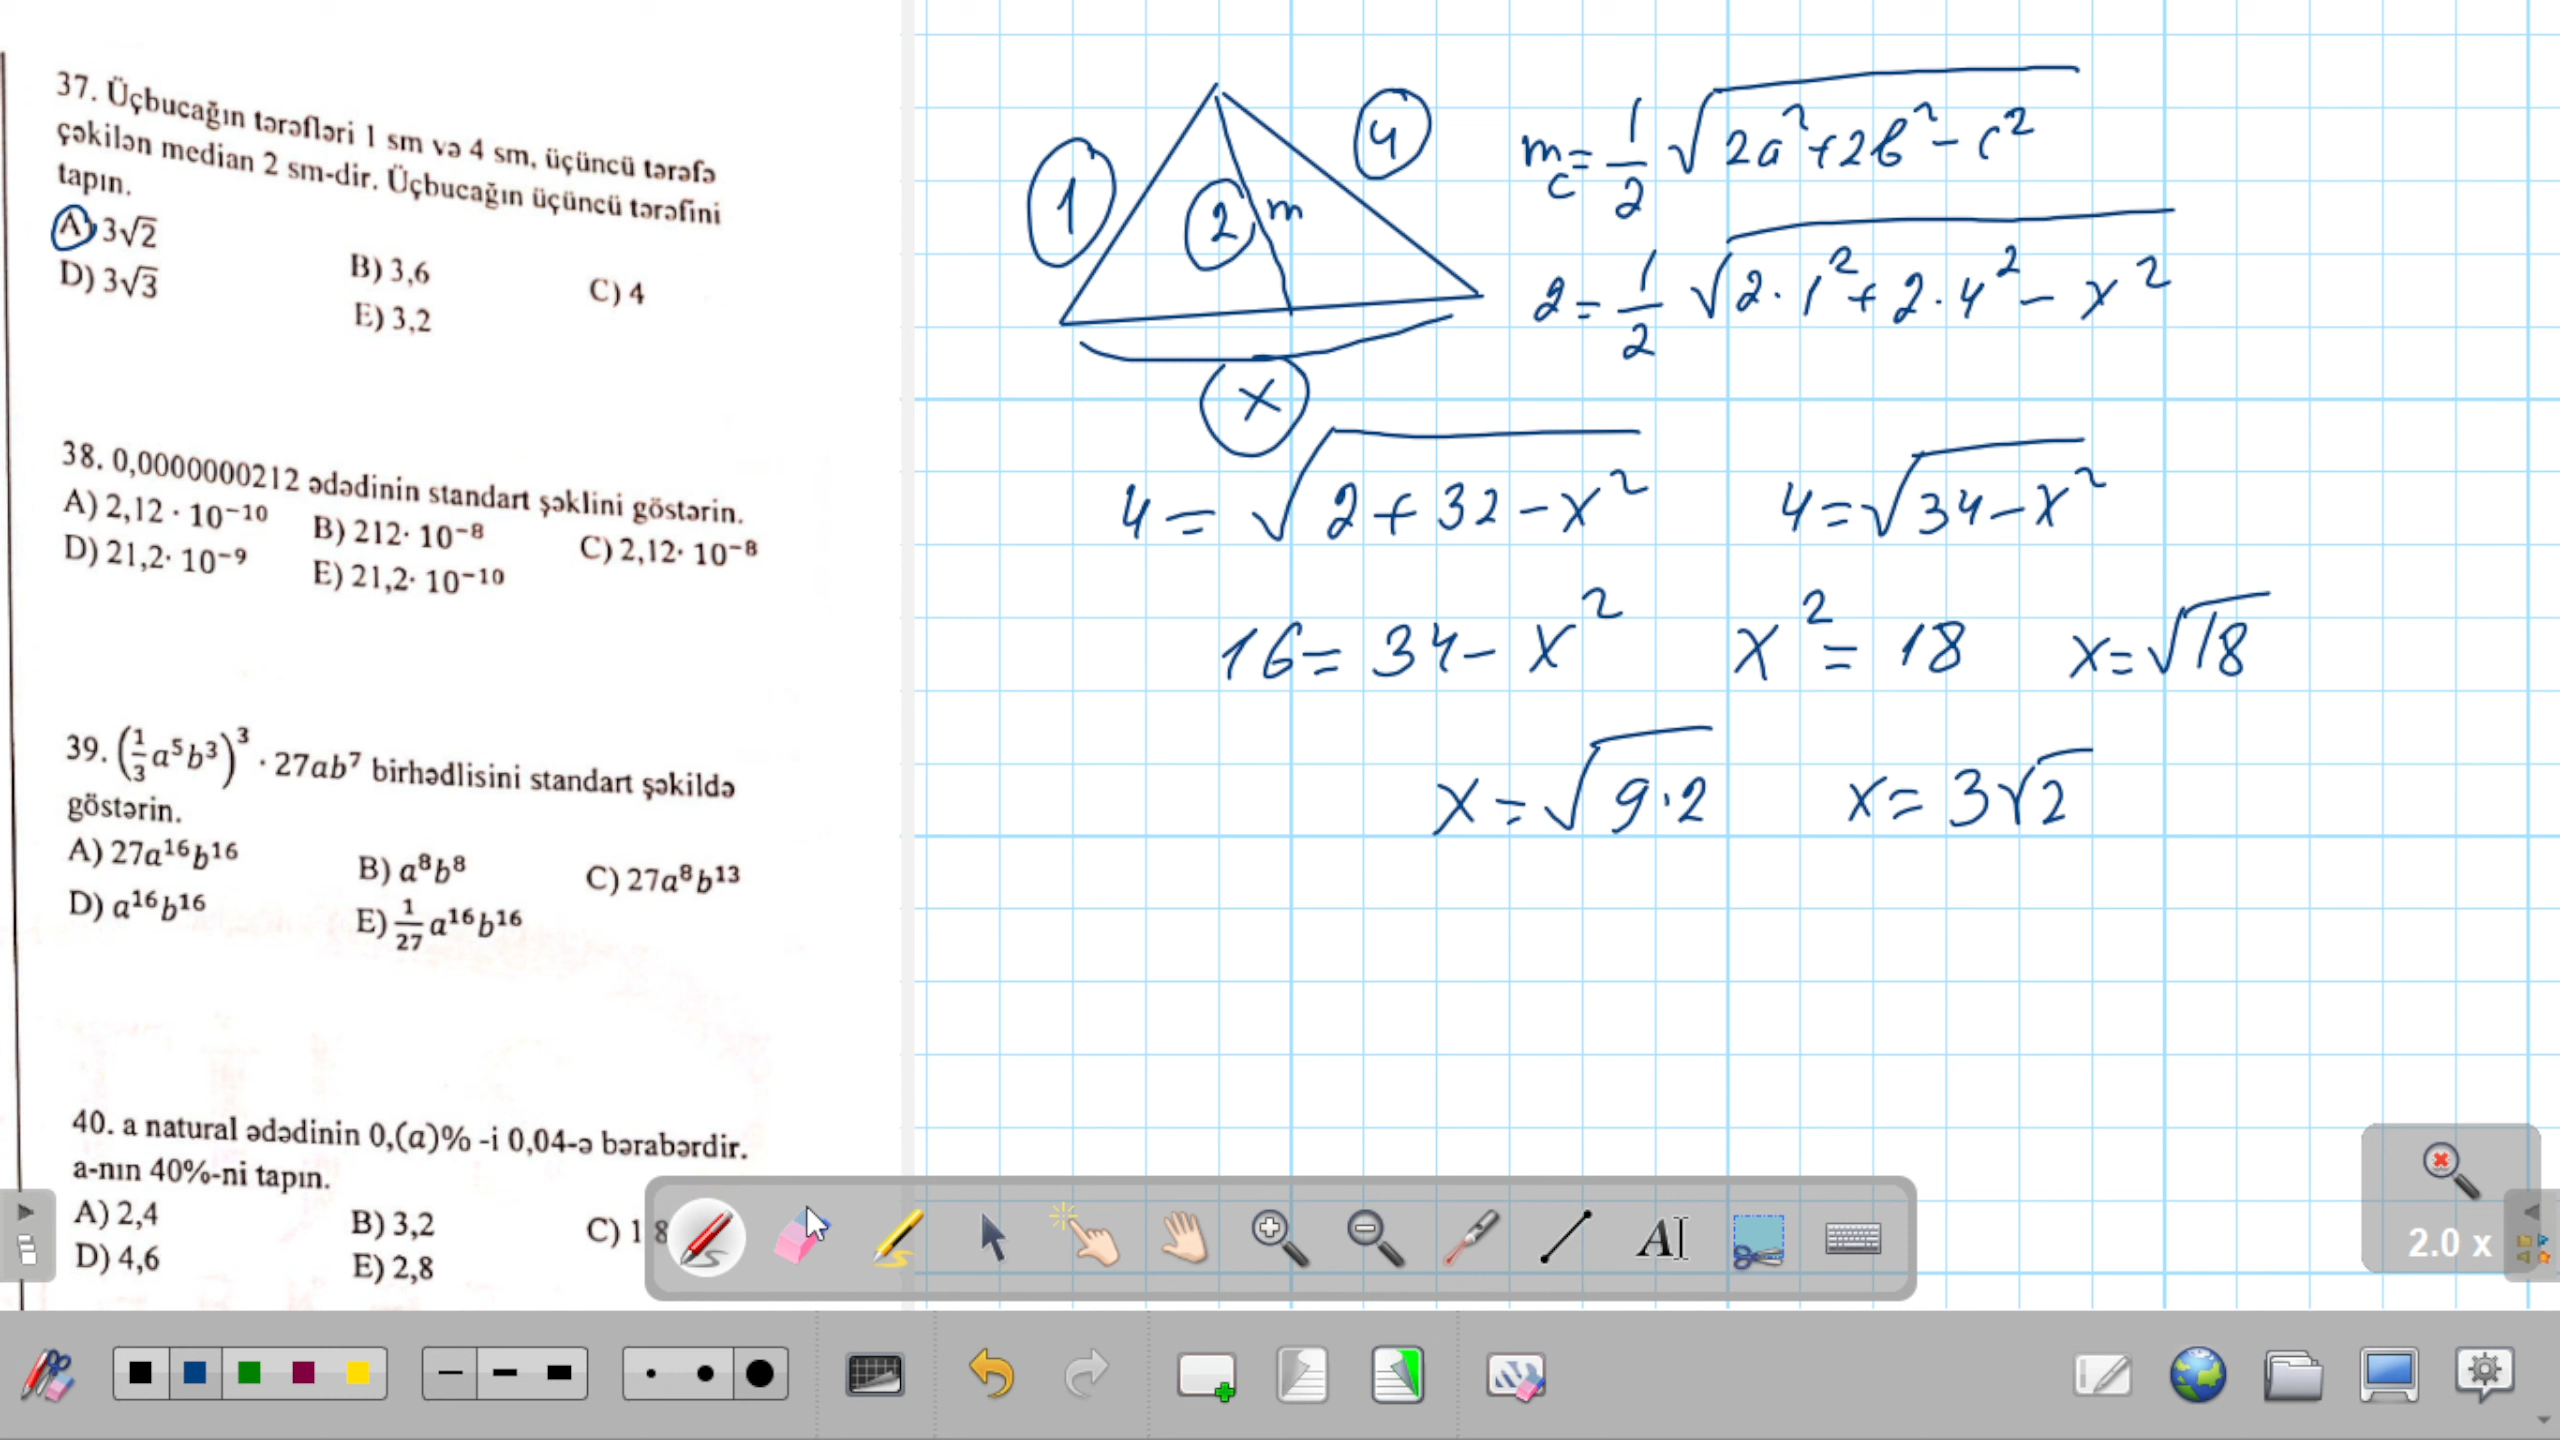 37. Üçbucağın tərəfləri 1 sm və 4 sm, üçüncü tərəfə
çəkilən median 2 sm-dir. Üçbucağın üçüncü tərəfini
tapın.
A) 3√2
B) 3,6
C) 4
D) 3√3
E) 3,2
38. 0,0000000212 ədədinin standart şəklini göstərin.
A) 2,12 · 10⁻¹⁰ B) 212· 10⁻⁸ C) 2,12· 10⁻⁸
D) 21,2· 10⁻⁹ E) 21,2· 10⁻¹⁰
39. (1/3 a⁵b³)³ · 27ab⁷ birhədlisini standart şəkildə
göstərin.
A) 27a¹⁶b¹⁶ B) a⁸b⁸ C) 27a⁸b¹³
D) a¹⁶b¹⁶ E) 1/27 a¹⁶b¹⁶
40. a natural ədədinin 0,(a)% -i 0,04-ə bərabərdir.
a-nın 40%-ni tapın.
A) 2,4 B) 3,2 C) 1 8
D) 4,6 E) 2,8
1 2 m 4
x
m_c = 1/2 √(2a² + 2b² - c²)
2 = 1/2 √(2·1² + 2·4² - x²)
4 = √(2 + 32 - x²) 4 = √(34 - x²)
16 = 34 - x² x² = 18 x = √18
x = √(9·2) x = 3√2
2.0 x